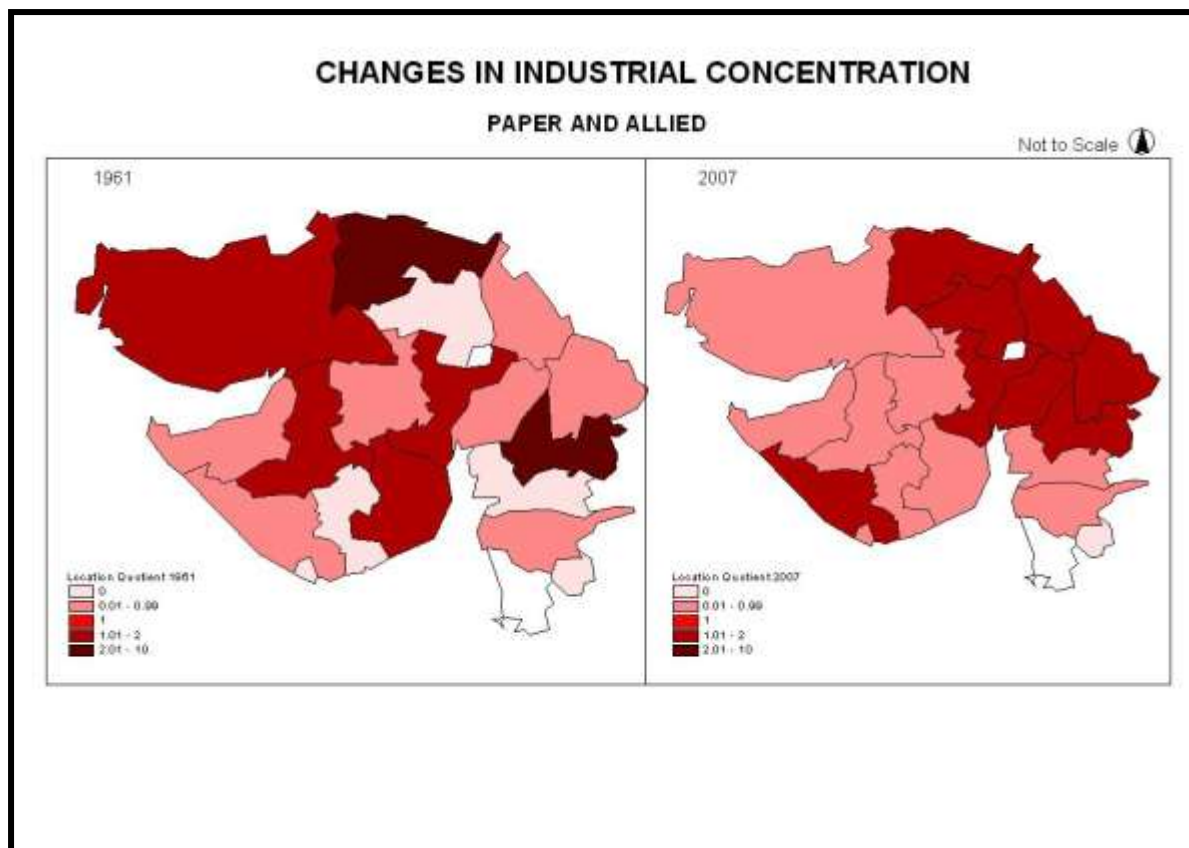 CHANGES IN INDUSTRIAL CONCENTRATION
PAPER AND ALLIED
Not to Scale
1961
2007
Location Quotient 1961
0
0.01 - 0.99
1
1.01 - 2
2.01 - 10
Location Quotient 2007
0
0.01 - 0.99
1
1.01 - 2
2.01 - 10